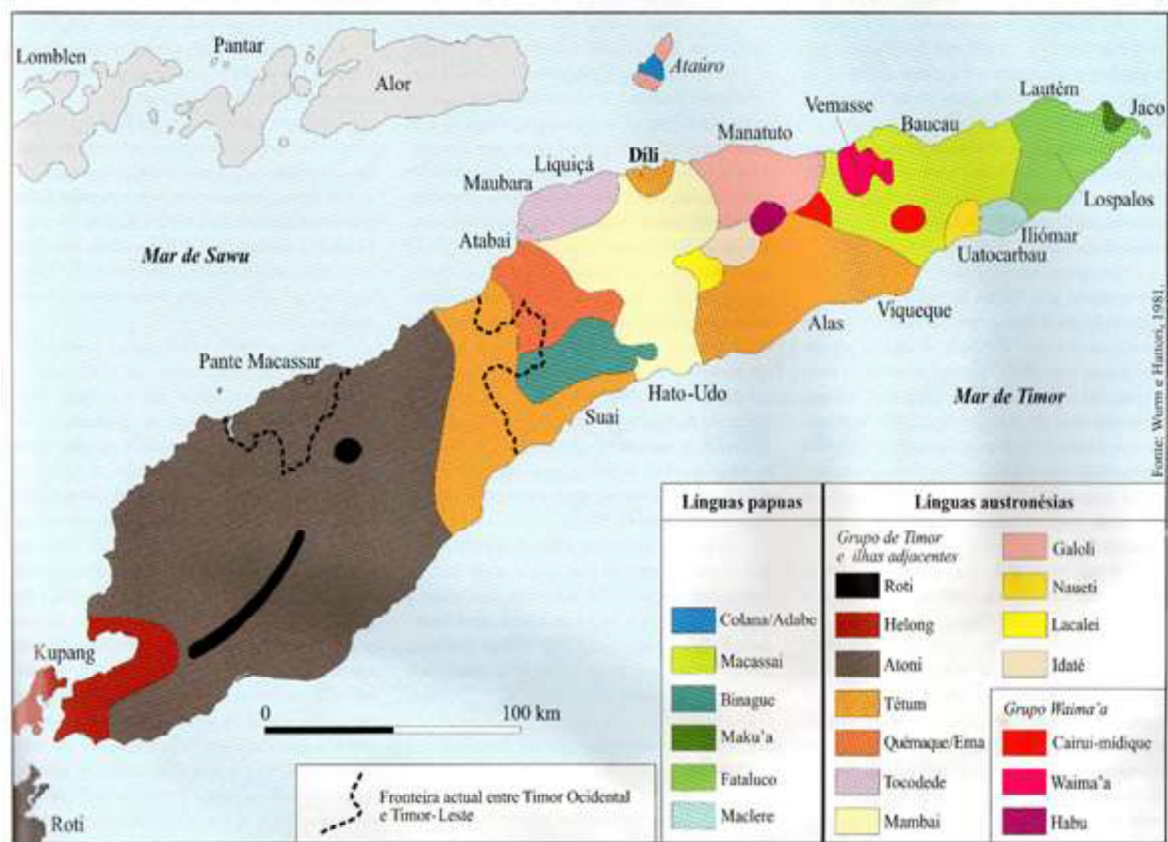 Lomblen
Pantar
Alor
Ataúro
Lautém
Jaco
Vemasse
Baucau
Manatuto
Díli
Liquiçá
Maubara
Lospalos
Atabai
Iliómar
Uatocarbau
Mar de Sawu
Viqueque
Alas
Pante Macassar
Hato-Udo
Mar de Timor
Suai
Fonte: Wurm e Hattori, 1981.
Kupang
0 100 km
Roti
Fronteira actual entre Timor Ocidental
e Timor-Leste
Línguas papuas
Colana/Adabe
Macassai
Binague
Maku'a
Fataluco
Maclere
Línguas austronésias
Grupo de Timor
e ilhas adjacentes
Roti
Helong
Atoni
Tétum
Quémaque/Ema
Tocodede
Mambai
Galoli
Naueti
Lacalei
Idaté
Grupo Waima'a
Cairui-midique
Waima'a
Habu